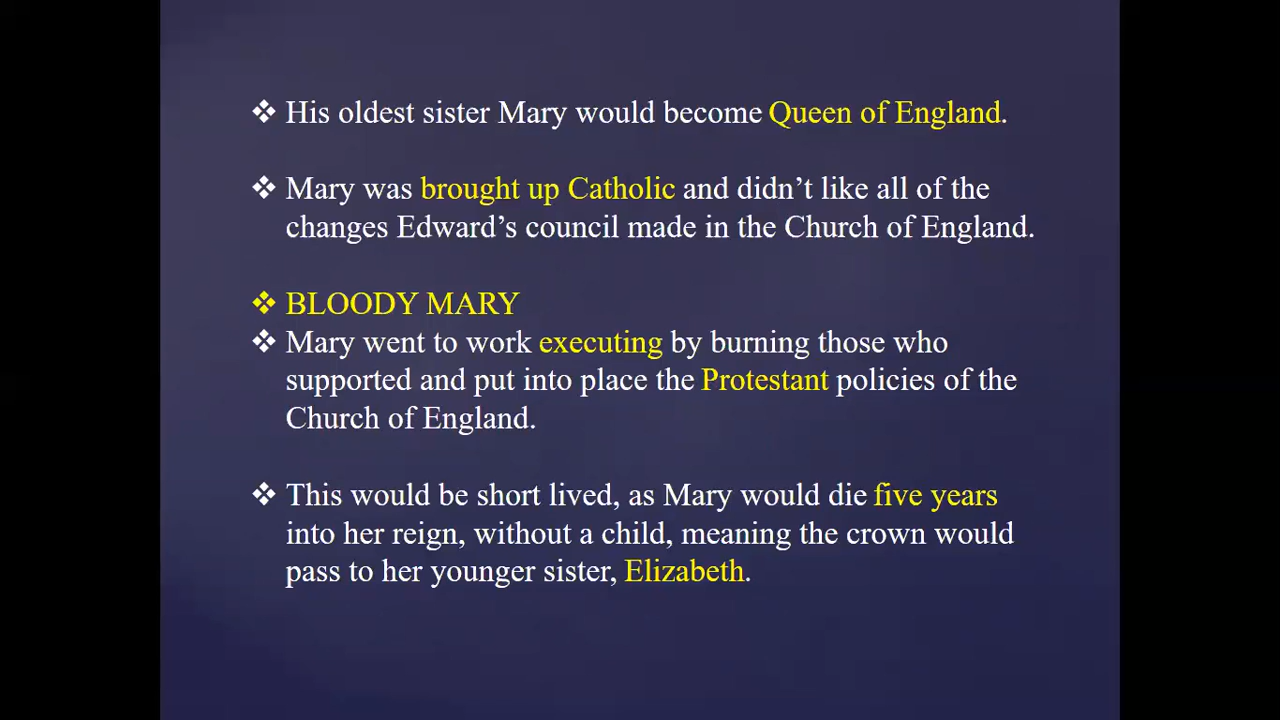 ❖ His oldest sister Mary would become Queen of England.
❖ Mary was brought up Catholic and didn’t like all of the
changes Edward’s council made in the Church of England.
❖ BLOODY MARY
❖ Mary went to work executing by burning those who
supported and put into place the Protestant policies of the
Church of England.
❖ This would be short lived, as Mary would die five years
into her reign, without a child, meaning the crown would
pass to her younger sister, Elizabeth.